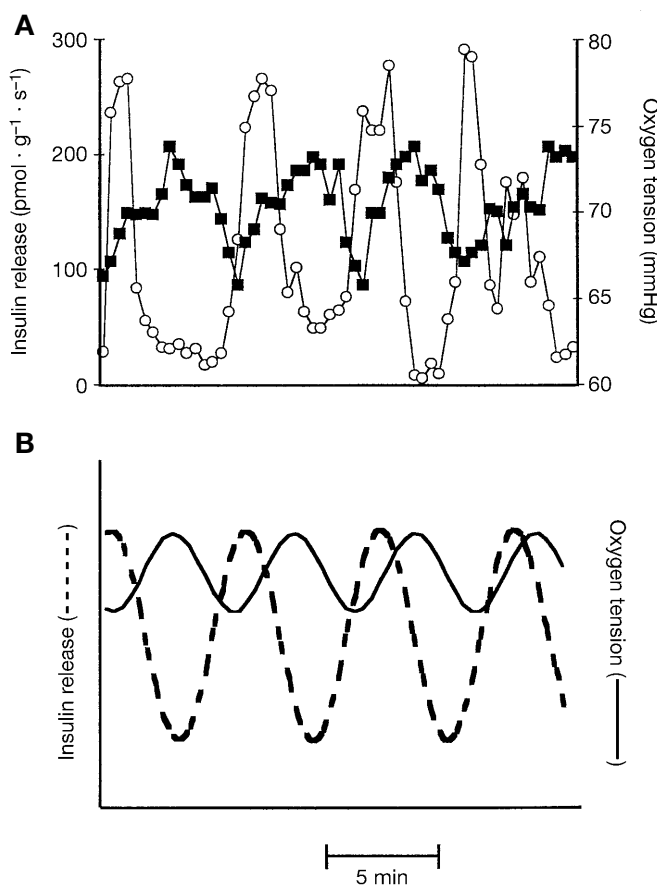 A
300
200
100
0
Insulin release (pmol · g⁻¹ · s⁻¹)
80
75
70
65
60
Oxygen tension (mmHg)
B
Insulin release (-----)
Oxygen tension (——)
5 min